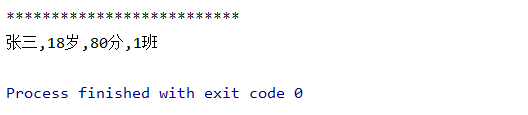 **************************
张三,18岁,80分,1班
Process finished with exit code 0